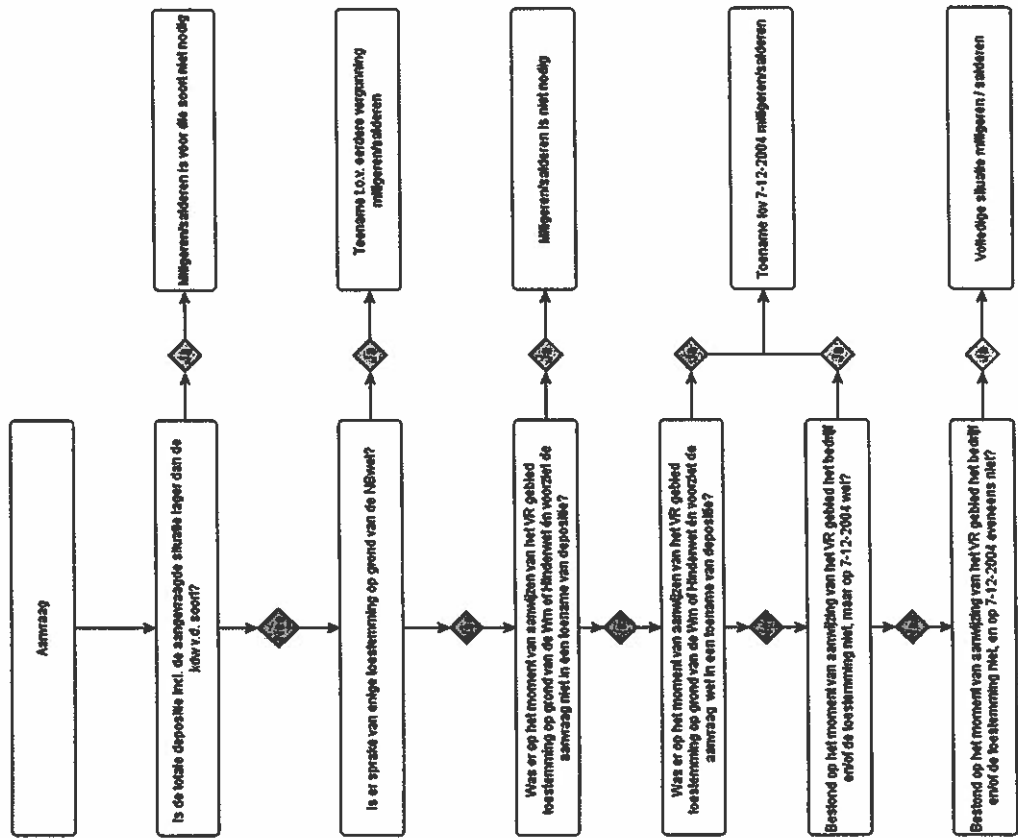 Aanvraag
Is de totale depositie incl. de aangevraagde situatie lager dan de
kdw v.d. soort?
Ja
Mitigeren/salderen is voor die soort niet nodig
Is er sprake van enige toestemming op grond van de NBwet?
Ja
Toename t.o.v. eerdere vergunning
mitigeren/salderen
Was er op het moment van aanwijzen van het VR gebied
toestemming op grond van de Wm of Hinderwet én voorziet de
aanvraag niet in een toename van depositie?
Ja
Mitigeren/salderen is niet nodig
Was er op het moment van aanwijzen van het VR gebied
toestemming op grond van de Wm of Hinderwet én voorziet de
aanvraag wel in een toename van depositie?
Ja
Toename tov 7-12-2004 mitigeren/salderen
Bestond op het moment van aanwijzing van het VR gebied het bedrijf
en/of de toestemming niet, maar op 7-12-2004 wel?
Ja
Bestond op het moment van aanwijzing van het VR gebied het bedrijf
en/of de toestemming niet, en op 7-12-2004 eveneens niet?
Ja
Volledige situatie mitigeren / salderen